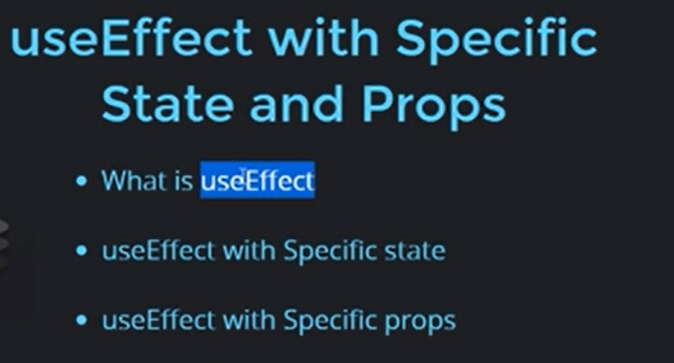 useEffect with Specific
State and Props
• What is useEffect
• useEffect with Specific state
• useEffect with Specific props